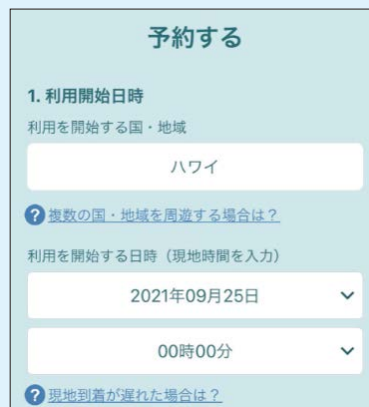 予約する
1. 利用開始日時
利用を開始する国・地域
ハワイ
? 複数の国・地域を周遊する場合は？
利用を開始する日時（現地時間を入力）
2021年09月25日
00時00分
? 現地到着が遅れた場合は？